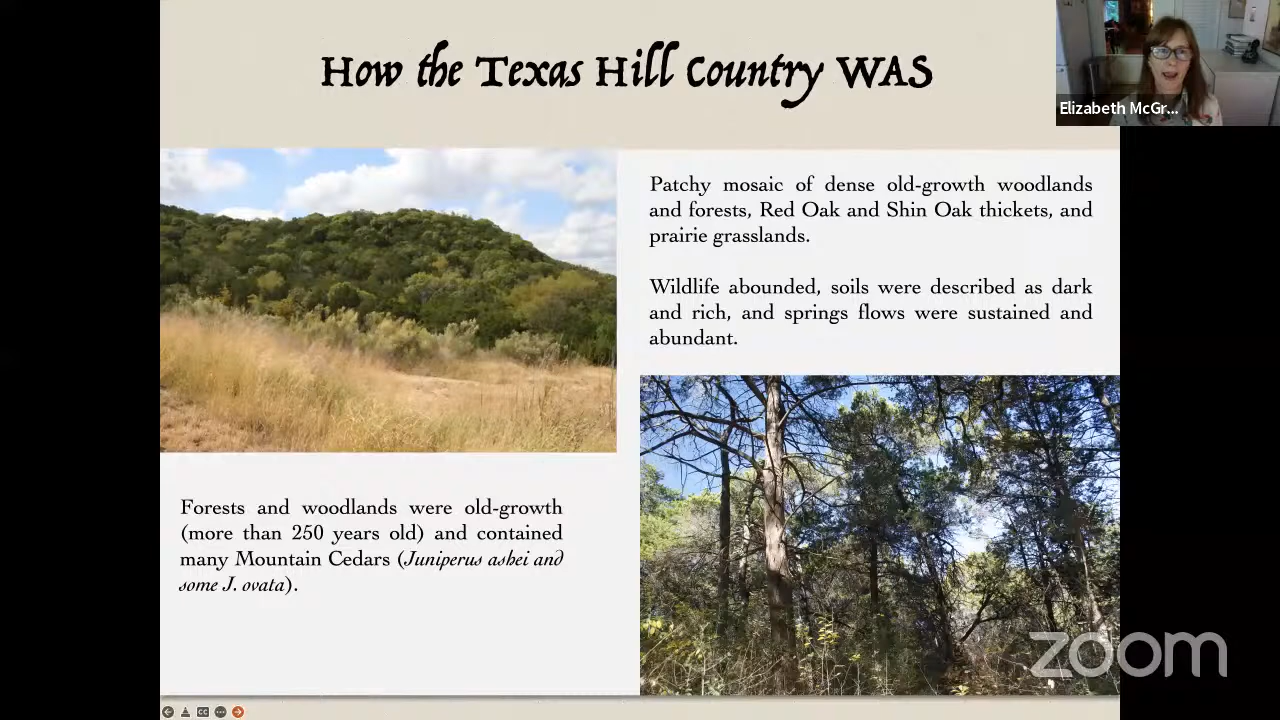 How the Texas Hill Country WAS
Elizabeth McGr...
Patchy mosaic of dense old-growth woodlands
and forests, Red Oak and Shin Oak thickets, and
prairie grasslands.
Wildlife abounded, soils were described as dark
and rich, and springs flows were sustained and
abundant.
Forests and woodlands were old-growth
(more than 250 years old) and contained
many Mountain Cedars (Juniperus ashei and
some J. ovata).
zoom
CC